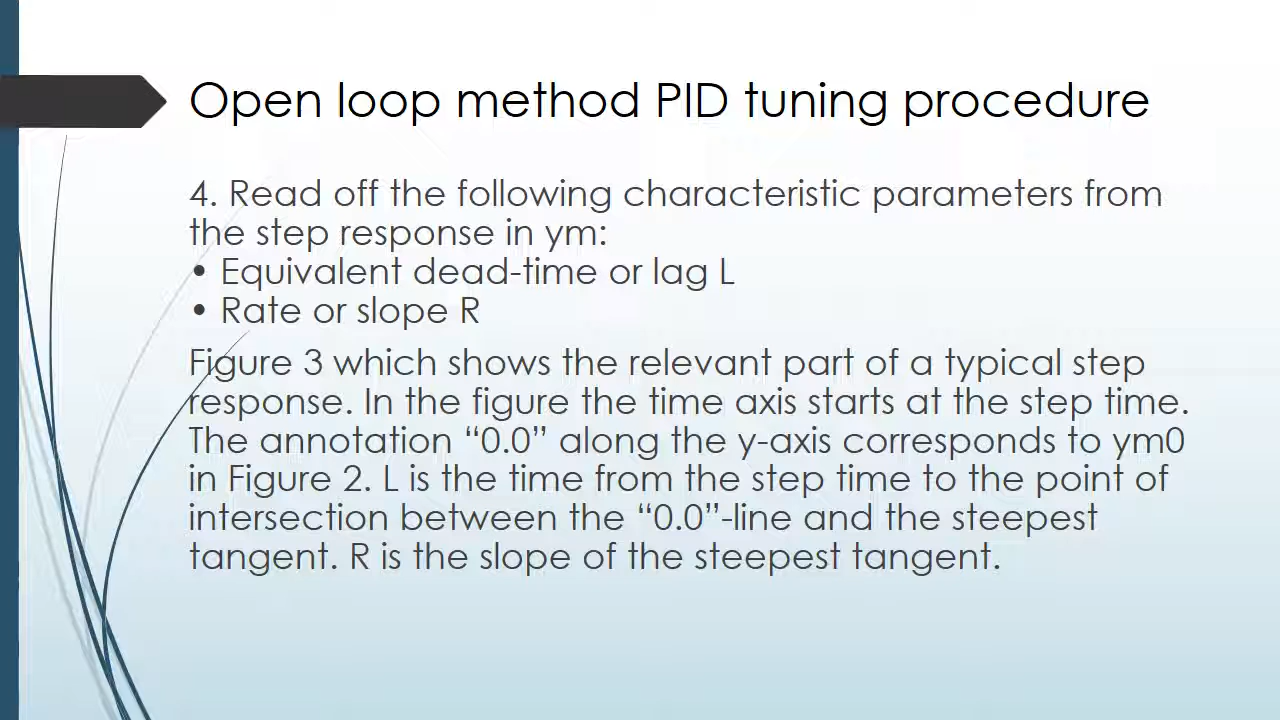 Open loop method PID tuning procedure
4. Read off the following characteristic parameters from
the step response in ym:
• Equivalent dead-time or lag L
• Rate or slope R
Figure 3 which shows the relevant part of a typical step
response. In the figure the time axis starts at the step time.
The annotation “0.0” along the y-axis corresponds to ym0
in Figure 2. L is the time from the step time to the point of
intersection between the “0.0”-line and the steepest
tangent. R is the slope of the steepest tangent.